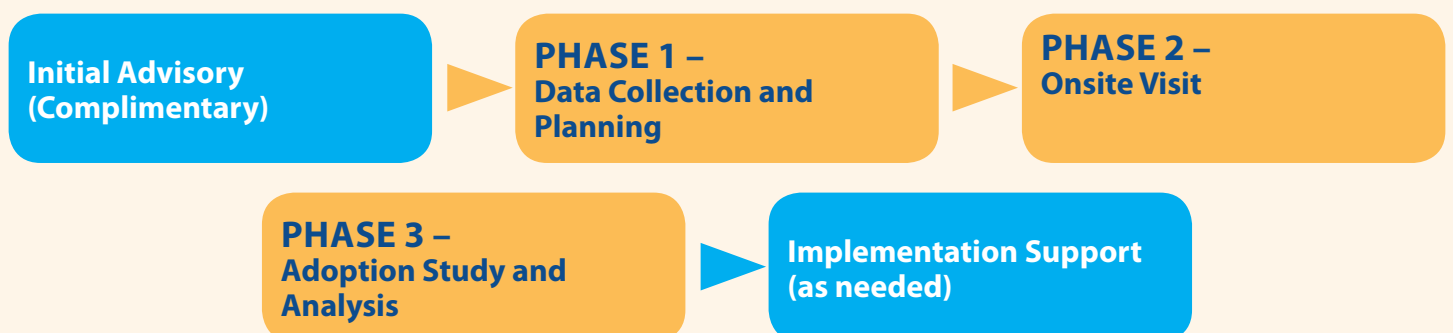 Initial Advisory
(Complimentary)
PHASE 1 –
Data Collection and
Planning
PHASE 2 –
Onsite Visit
PHASE 3 –
Adoption Study and
Analysis
Implementation Support
(as needed)